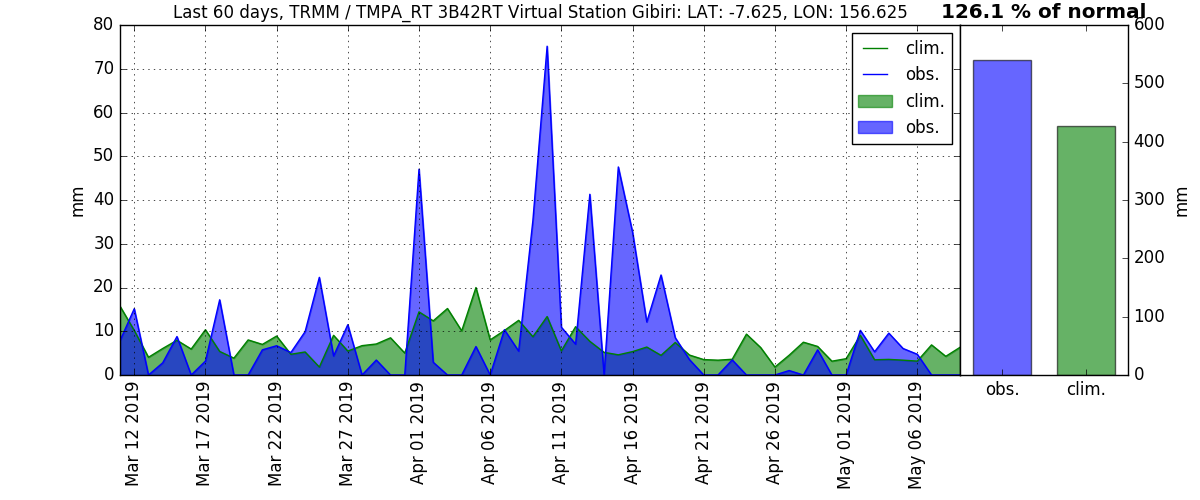 Last 60 days, TRMM / TMPA_RT 3B42RT Virtual Station Gibiri: LAT: -7.625, LON: 156.625
126.1 % of normal
80
70
60
50
40
30
20
10
0
mm
clim.
obs.
clim.
obs.
Mar 12 2019
Mar 17 2019
Mar 22 2019
Mar 27 2019
Apr 01 2019
Apr 06 2019
Apr 11 2019
Apr 16 2019
Apr 21 2019
Apr 26 2019
May 01 2019
May 06 2019
600
500
400
300
200
100
0
mm
obs.
clim.